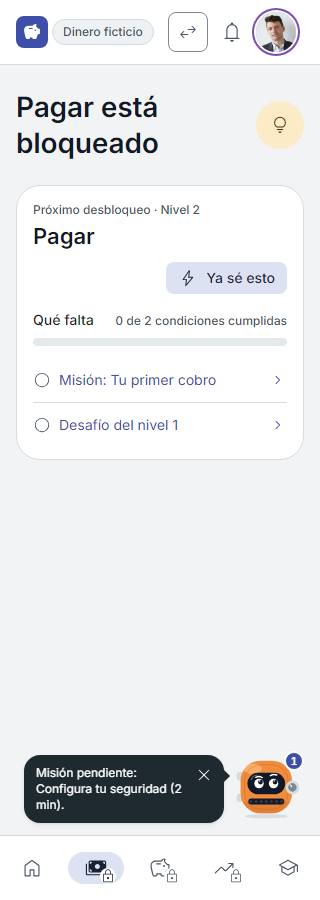 Dinero ficticio
Pagar está
bloqueado
Próximo desbloqueo · Nivel 2
Pagar
Ya sé esto
Qué falta
0 de 2 condiciones cumplidas
Misión: Tu primer cobro
Desafío del nivel 1
Misión pendiente:
Configura tu seguridad (2
min).
1